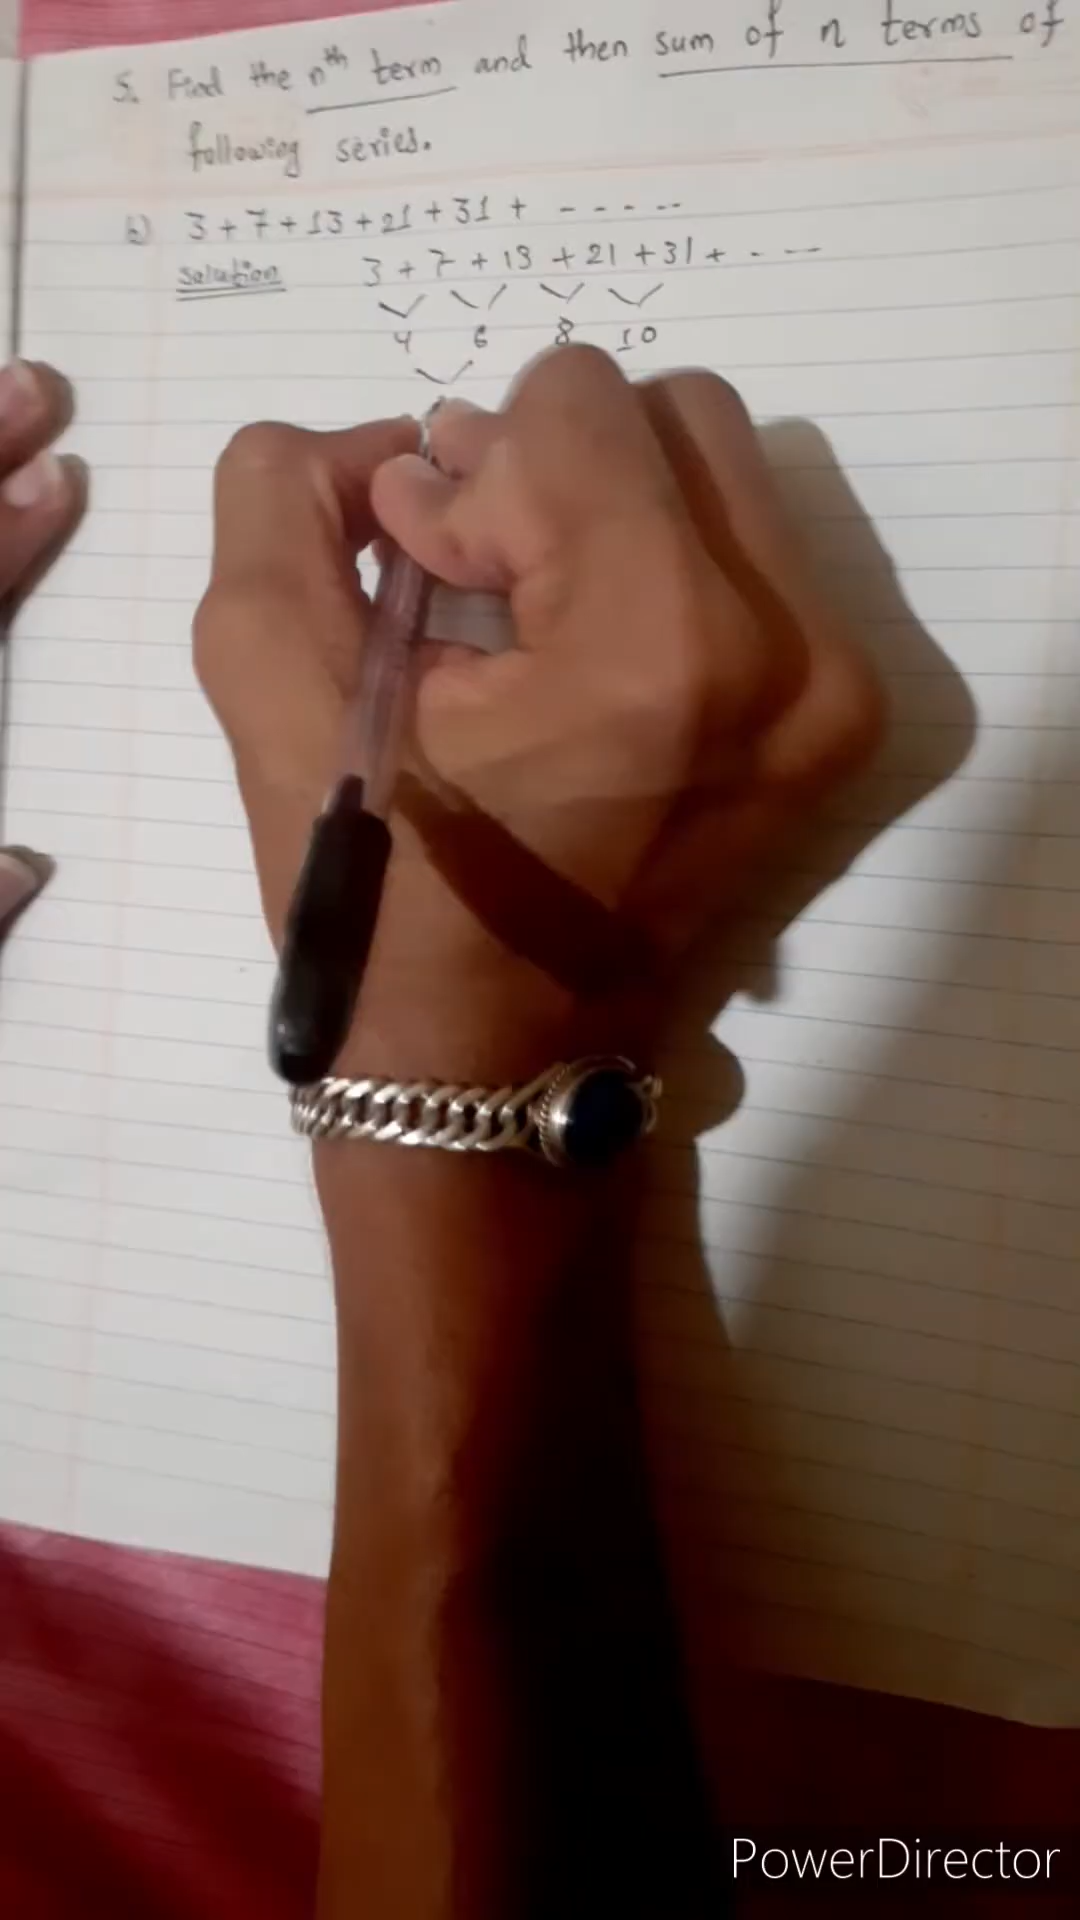 5. Find the nth term and then sum of n terms of
following series.
b) 3 + 7 + 13 + 21 + 31 + - - - - --
Solution 3 + 7 + 13 + 21 + 31 + - --
4 6 8 10
PowerDirector